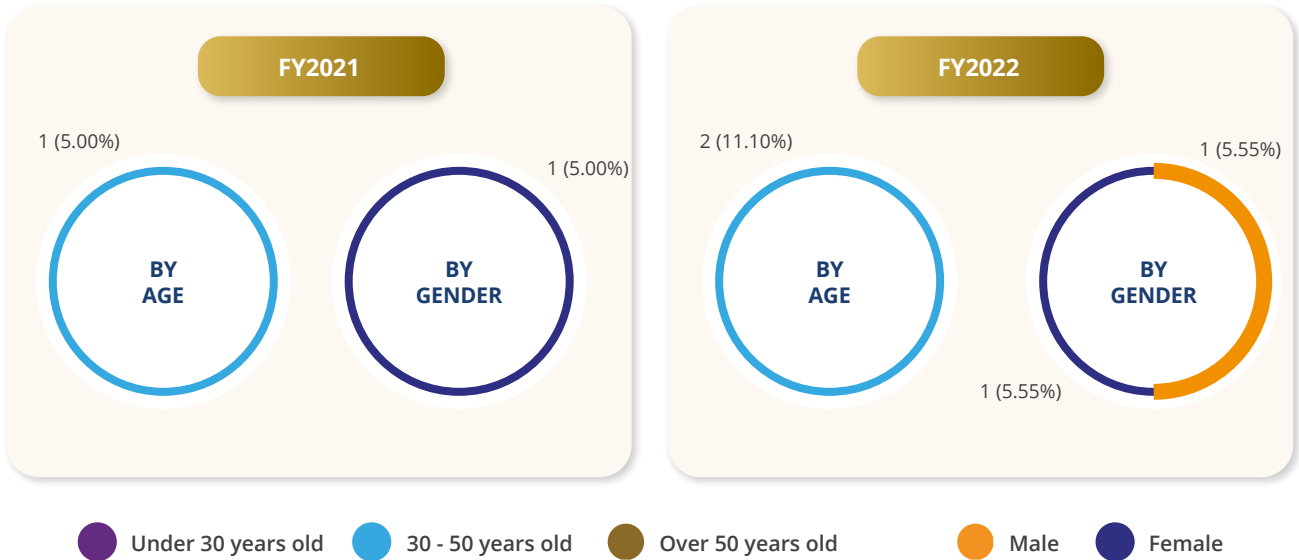 FY2021
1 (5.00%)
1 (5.00%)
BY
AGE
BY
GENDER
FY2022
2 (11.10%)
1 (5.55%)
BY
AGE
BY
GENDER
1 (5.55%)
Under 30 years old
30 - 50 years old
Over 50 years old
Male
Female